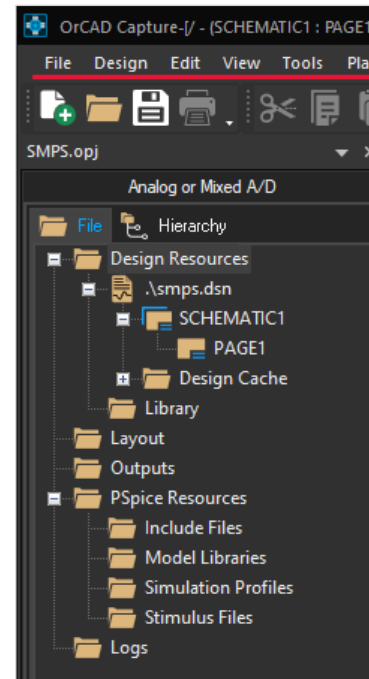 OrCAD Capture-[/ - (SCHEMATIC1 : PAGE1
File Design Edit View Tools Pla
SMPS.opj
Analog or Mixed A/D
File Hierarchy
Design Resources
.\smps.dsn
SCHEMATIC1
PAGE1
Design Cache
Library
Layout
Outputs
PSpice Resources
Include Files
Model Libraries
Simulation Profiles
Stimulus Files
Logs